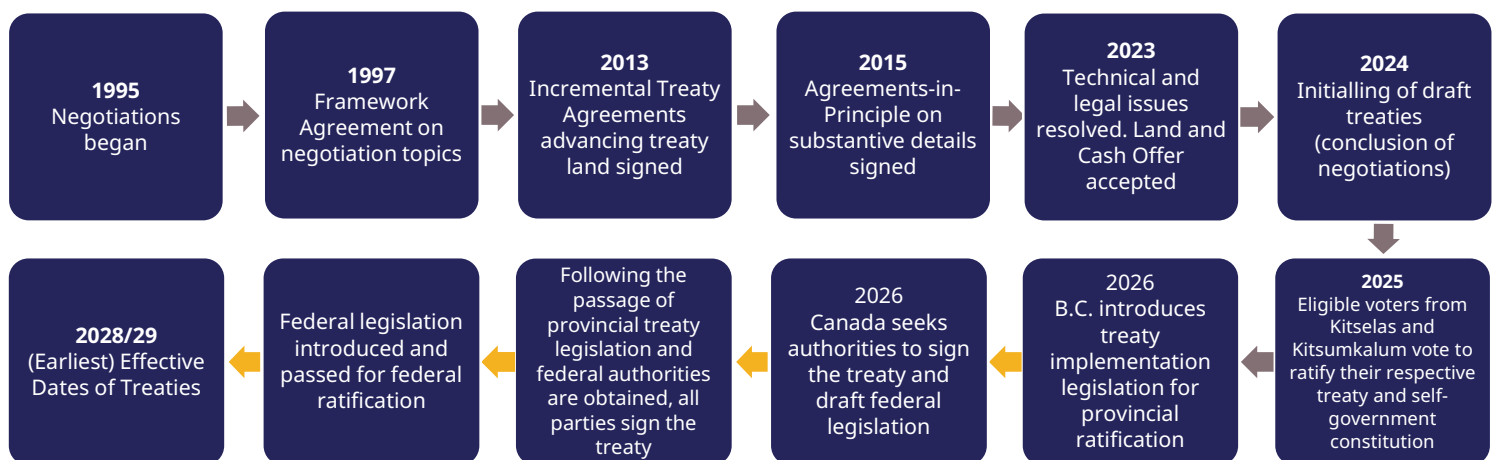 1995
Negotiations
began
1997
Framework
Agreement on
negotiation topics
2013
Incremental Treaty
Agreements
advancing treaty
land signed
2015
Agreements-in-
Principle on
substantive details
signed
2023
Technical and
legal issues
resolved. Land and
Cash Offer
accepted
2024
Initialling of draft
treaties
(conclusion of
negotiations)
2025
Eligible voters from
Kitselas and
Kitsumkalum vote to
ratify their respective
treaty and self-
government
constitution
2026
B.C. introduces
treaty
implementation
legislation for
provincial
ratification
2026
Canada seeks
authorities to sign
the treaty and
draft federal
legislation
Following the
passage of
provincial treaty
legislation and
federal authorities
are obtained, all
parties sign the
treaty
Federal legislation
introduced and
passed for federal
ratification
2028/29
(Earliest) Effective
Dates of Treaties